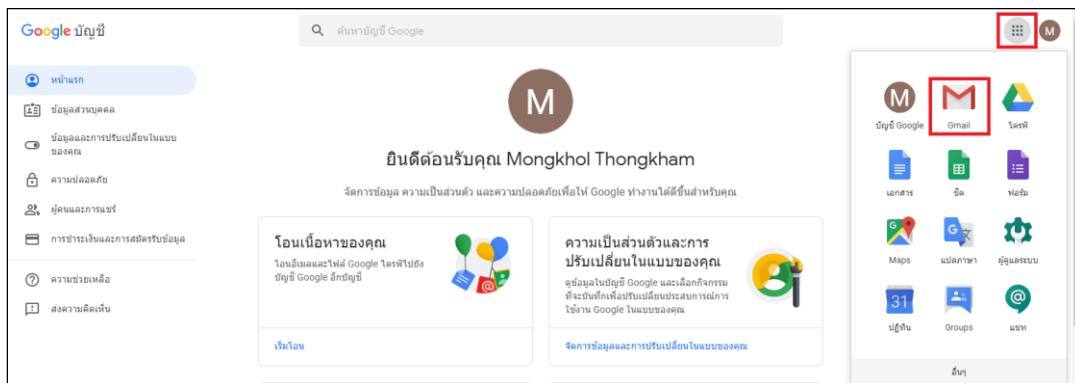 Google บัญชี
ค้นหาบัญชี Google
M
หน้าแรก
ข้อมูลส่วนบุคคล
ข้อมูลและการปรับเปลี่ยนในแบบ
ของคุณ
ความปลอดภัย
ผู้คนและการแชร์
การชำระเงินและการสมัครรับข้อมูล
ความช่วยเหลือ
ส่งความคิดเห็น
M
ยินดีต้อนรับคุณ Mongkhol Thongkham
จัดการข้อมูล ความเป็นส่วนตัว และความปลอดภัยเพื่อให้ Google ทำงานได้ดีขึ้นสำหรับคุณ
โอนเนื้อหาของคุณ
โอนอีเมลและไฟล์ Google ไดรฟ์ไปยัง
บัญชี Google อีกบัญชี
เริ่มโอน
ความเป็นส่วนตัวและการ
ปรับเปลี่ยนในแบบของคุณ
ดูข้อมูลในบัญชี Google และเลือกกิจกรรม
ที่จะบันทึกเพื่อปรับเปลี่ยนประสบการณ์การ
ใช้งาน Google ในแบบของคุณ
จัดการข้อมูลและการปรับเปลี่ยนในแบบของคุณ
M
บัญชี Google Gmail ไดรฟ์
เอกสาร ชีต ฟอร์ม
Maps แปลภาษา ผู้ดูแลระบบ
31
ปฏิทิน Groups แชท
อื่นๆ